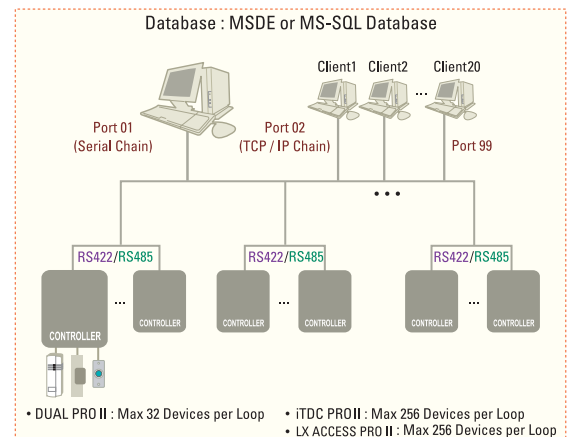 Database : MSDE or MS-SQL Database
Client1 Client2 ... Client20
Port 01
(Serial Chain)
Port 02
(TCP / IP Chain)
Port 99
...
RS422/RS485 RS422/RS485 RS422/RS485
... ... ...
CONTROLLER CONTROLLER CONTROLLER CONTROLLER CONTROLLER CONTROLLER
• DUAL PRO II : Max 32 Devices per Loop
• iTDC PRO II : Max 256 Devices per Loop
• LX ACCESS PRO II : Max 256 Devices per Loop